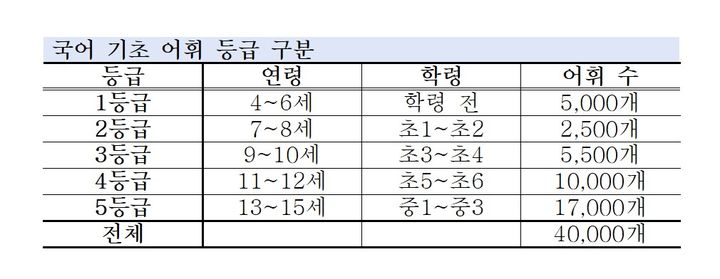 국어 기초 어휘 등급 구분
등급 연령 학령 어휘 수
1등급 4~6세 학령 전 5,000개
2등급 7~8세 초1~초2 2,500개
3등급 9~10세 초3~초4 5,500개
4등급 11~12세 초5~초6 10,000개
5등급 13~15세 중1~중3 17,000개
전체 40,000개